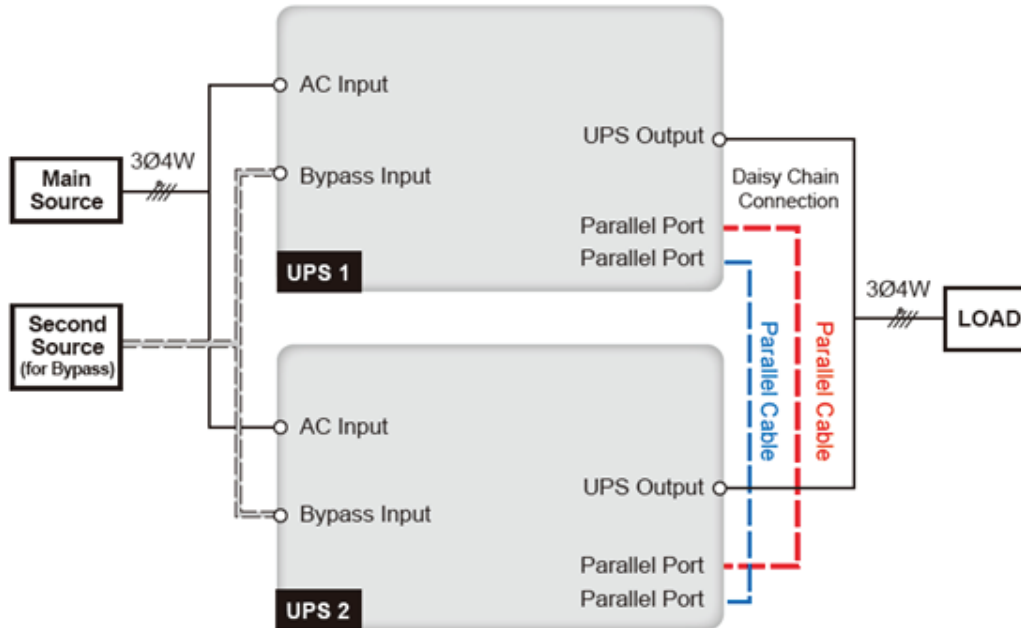 AC Input
UPS Output
3Ø4W
Main
Source
Bypass Input
Daisy Chain
Connection
Parallel Port
Parallel Port
UPS 1
3Ø4W
LOAD
Second
Source
(for Bypass)
Parallel Cable
Parallel Cable
AC Input
UPS Output
Bypass Input
Parallel Port
Parallel Port
UPS 2